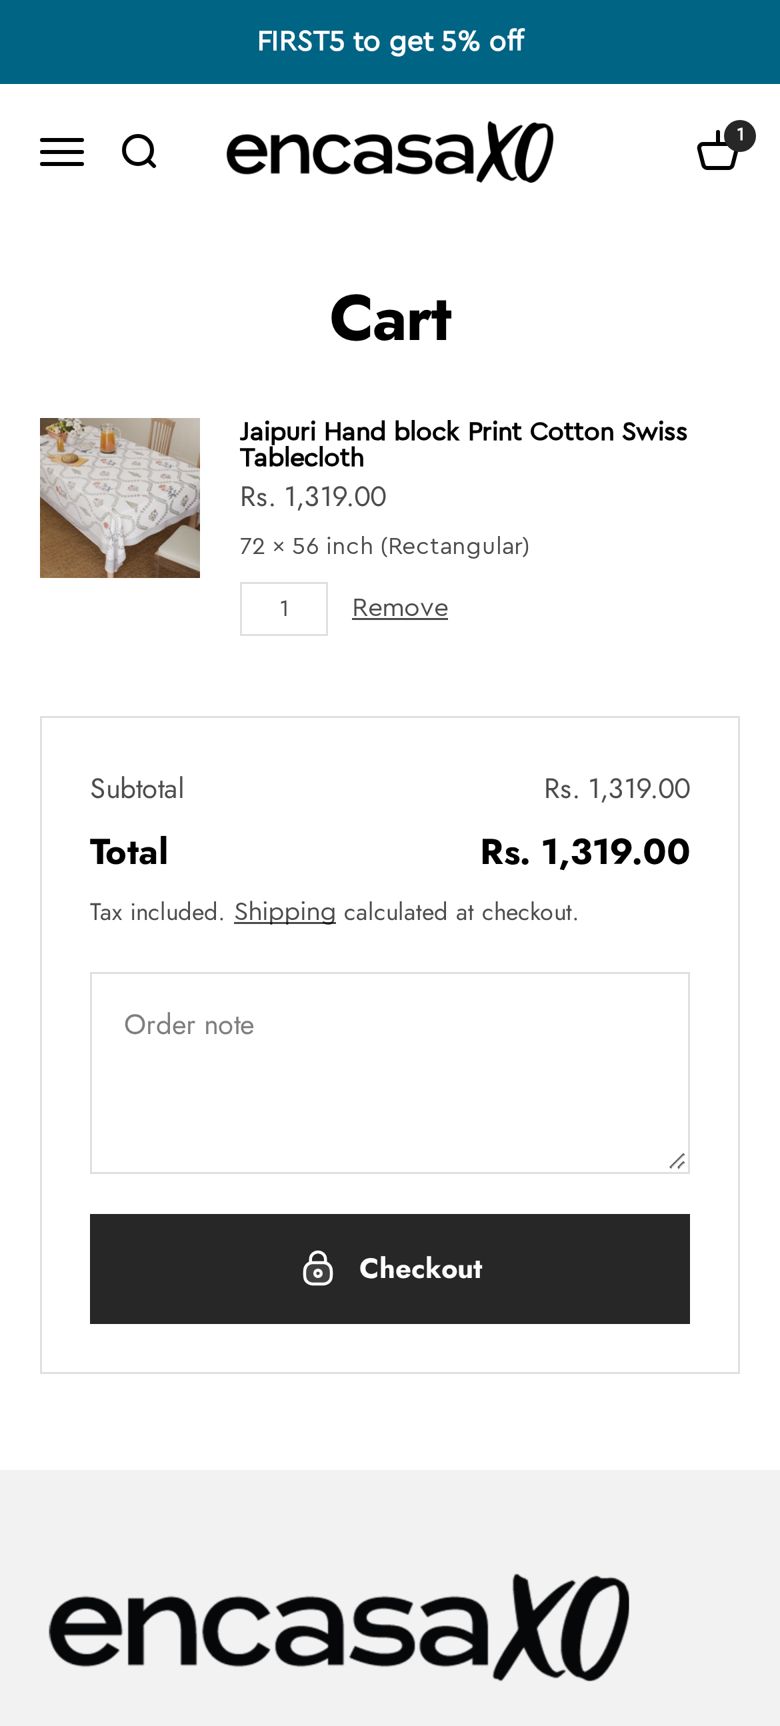 FIRST5 to get 5% off
encasaXO
1
Cart
Jaipuri Hand block Print Cotton Swiss
Tablecloth
Rs. 1,319.00
72 × 56 inch (Rectangular)
1 Remove
Subtotal Rs. 1,319.00
Total Rs. 1,319.00
Tax included. Shipping calculated at checkout.
Order note
Checkout
encasaXO